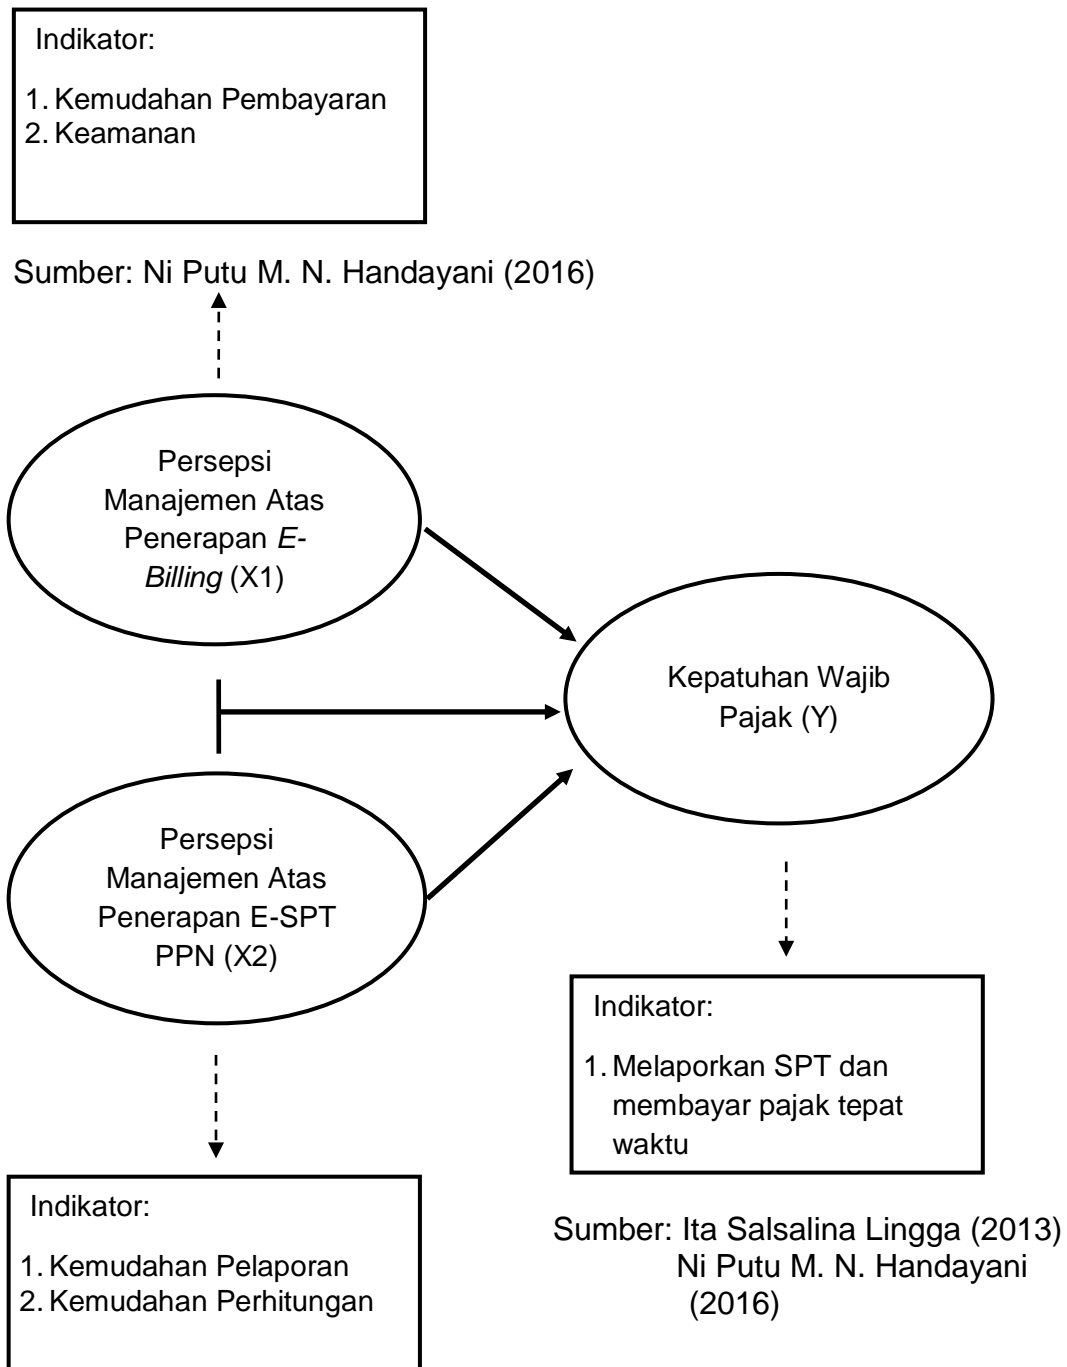 Indikator:
1. Kemudahan Pembayaran
2. Keamanan
Sumber: Ni Putu M. N. Handayani (2016)
Persepsi
Manajemen Atas
Penerapan E-
Billing (X1)
Kepatuhan Wajib
Pajak (Y)
Persepsi
Manajemen Atas
Penerapan E-SPT
PPN (X2)
Indikator:
1. Melaporkan SPT dan
membayar pajak tepat
waktu
Indikator:
1. Kemudahan Pelaporan
2. Kemudahan Perhitungan
Sumber: Ita Salsalina Lingga (2013)
Ni Putu M. N. Handayani
(2016)